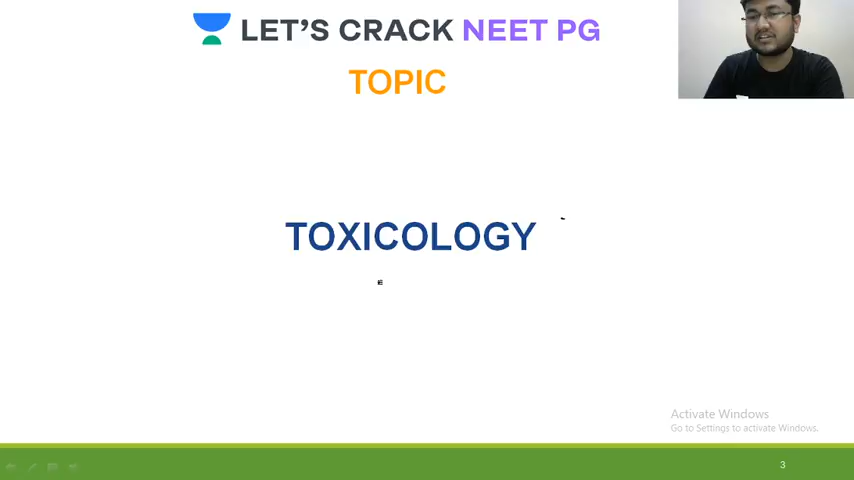 LET'S CRACK NEET PG
TOPIC
TOXICOLOGY
Activate Windows
Go to Settings to activate Windows.
3